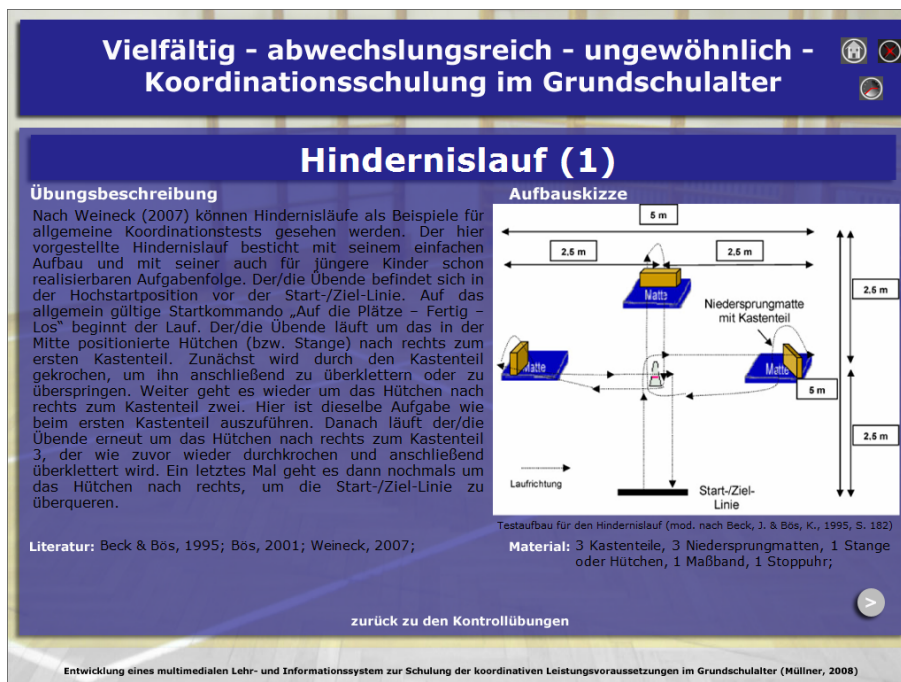 Vielfältig - abwechslungsreich - ungewöhnlich -
Koordinationsschulung im Grundschulalter
Hindernislauf (1)
Übungsbeschreibung
Nach Weineck (2007) können Hindernisläufe als Beispiele für
allgemeine Koordinationstests gesehen werden. Der hier
vorgestellte Hindernislauf besticht mit seinem einfachen
Aufbau und mit seiner auch für jüngere Kinder schon
realisierbaren Aufgabenfolge. Der/die Übende befindet sich in
der Hochstartposition vor der Start-/Ziel-Linie. Auf das
allgemein gültige Startkommando „Auf die Plätze – Fertig –
Los“ beginnt der Lauf. Der/die Übende läuft um das in der
Mitte positionierte Hütchen (bzw. Stange) nach rechts zum
ersten Kastenteil. Zunächst wird durch den Kastenteil
gekrochen, um ihn anschließend zu überklettern oder zu
überspringen. Weiter geht es wieder um das Hütchen nach
rechts zum Kastenteil zwei. Hier ist dieselbe Aufgabe wie
beim ersten Kastenteil auszuführen. Danach läuft der/die
Übende erneut um das Hütchen nach rechts zum Kastenteil
3, der wie zuvor wieder durchkrochen und anschließend
überklettert wird. Ein letztes Mal geht es dann nochmals um
das Hütchen nach rechts, um die Start-/Ziel-Linie zu
überqueren.
Literatur: Beck & Bös, 1995; Bös, 2001; Weineck, 2007;
Aufbauskizze
5 m
2,5 m
2,5 m
Matte
2,5 m
Niedersprungmatte
mit Kastenteil
Matte
Matte
5 m
2,5 m
Laufrichtung
Start-/Ziel-
Linie
Testaufbau für den Hindernislauf (mod. nach Beck, J. & Bös, K., 1995, S. 182)
Material: 3 Kastenteile, 3 Niedersprungmatten, 1 Stange
oder Hütchen, 1 Maßband, 1 Stoppuhr;
>
zurück zu den Kontrollübungen
Entwicklung eines multimedialen Lehr- und Informationssystem zur Schulung der koordinativen Leistungsvoraussetzungen im Grundschulalter (Müllner, 2008)